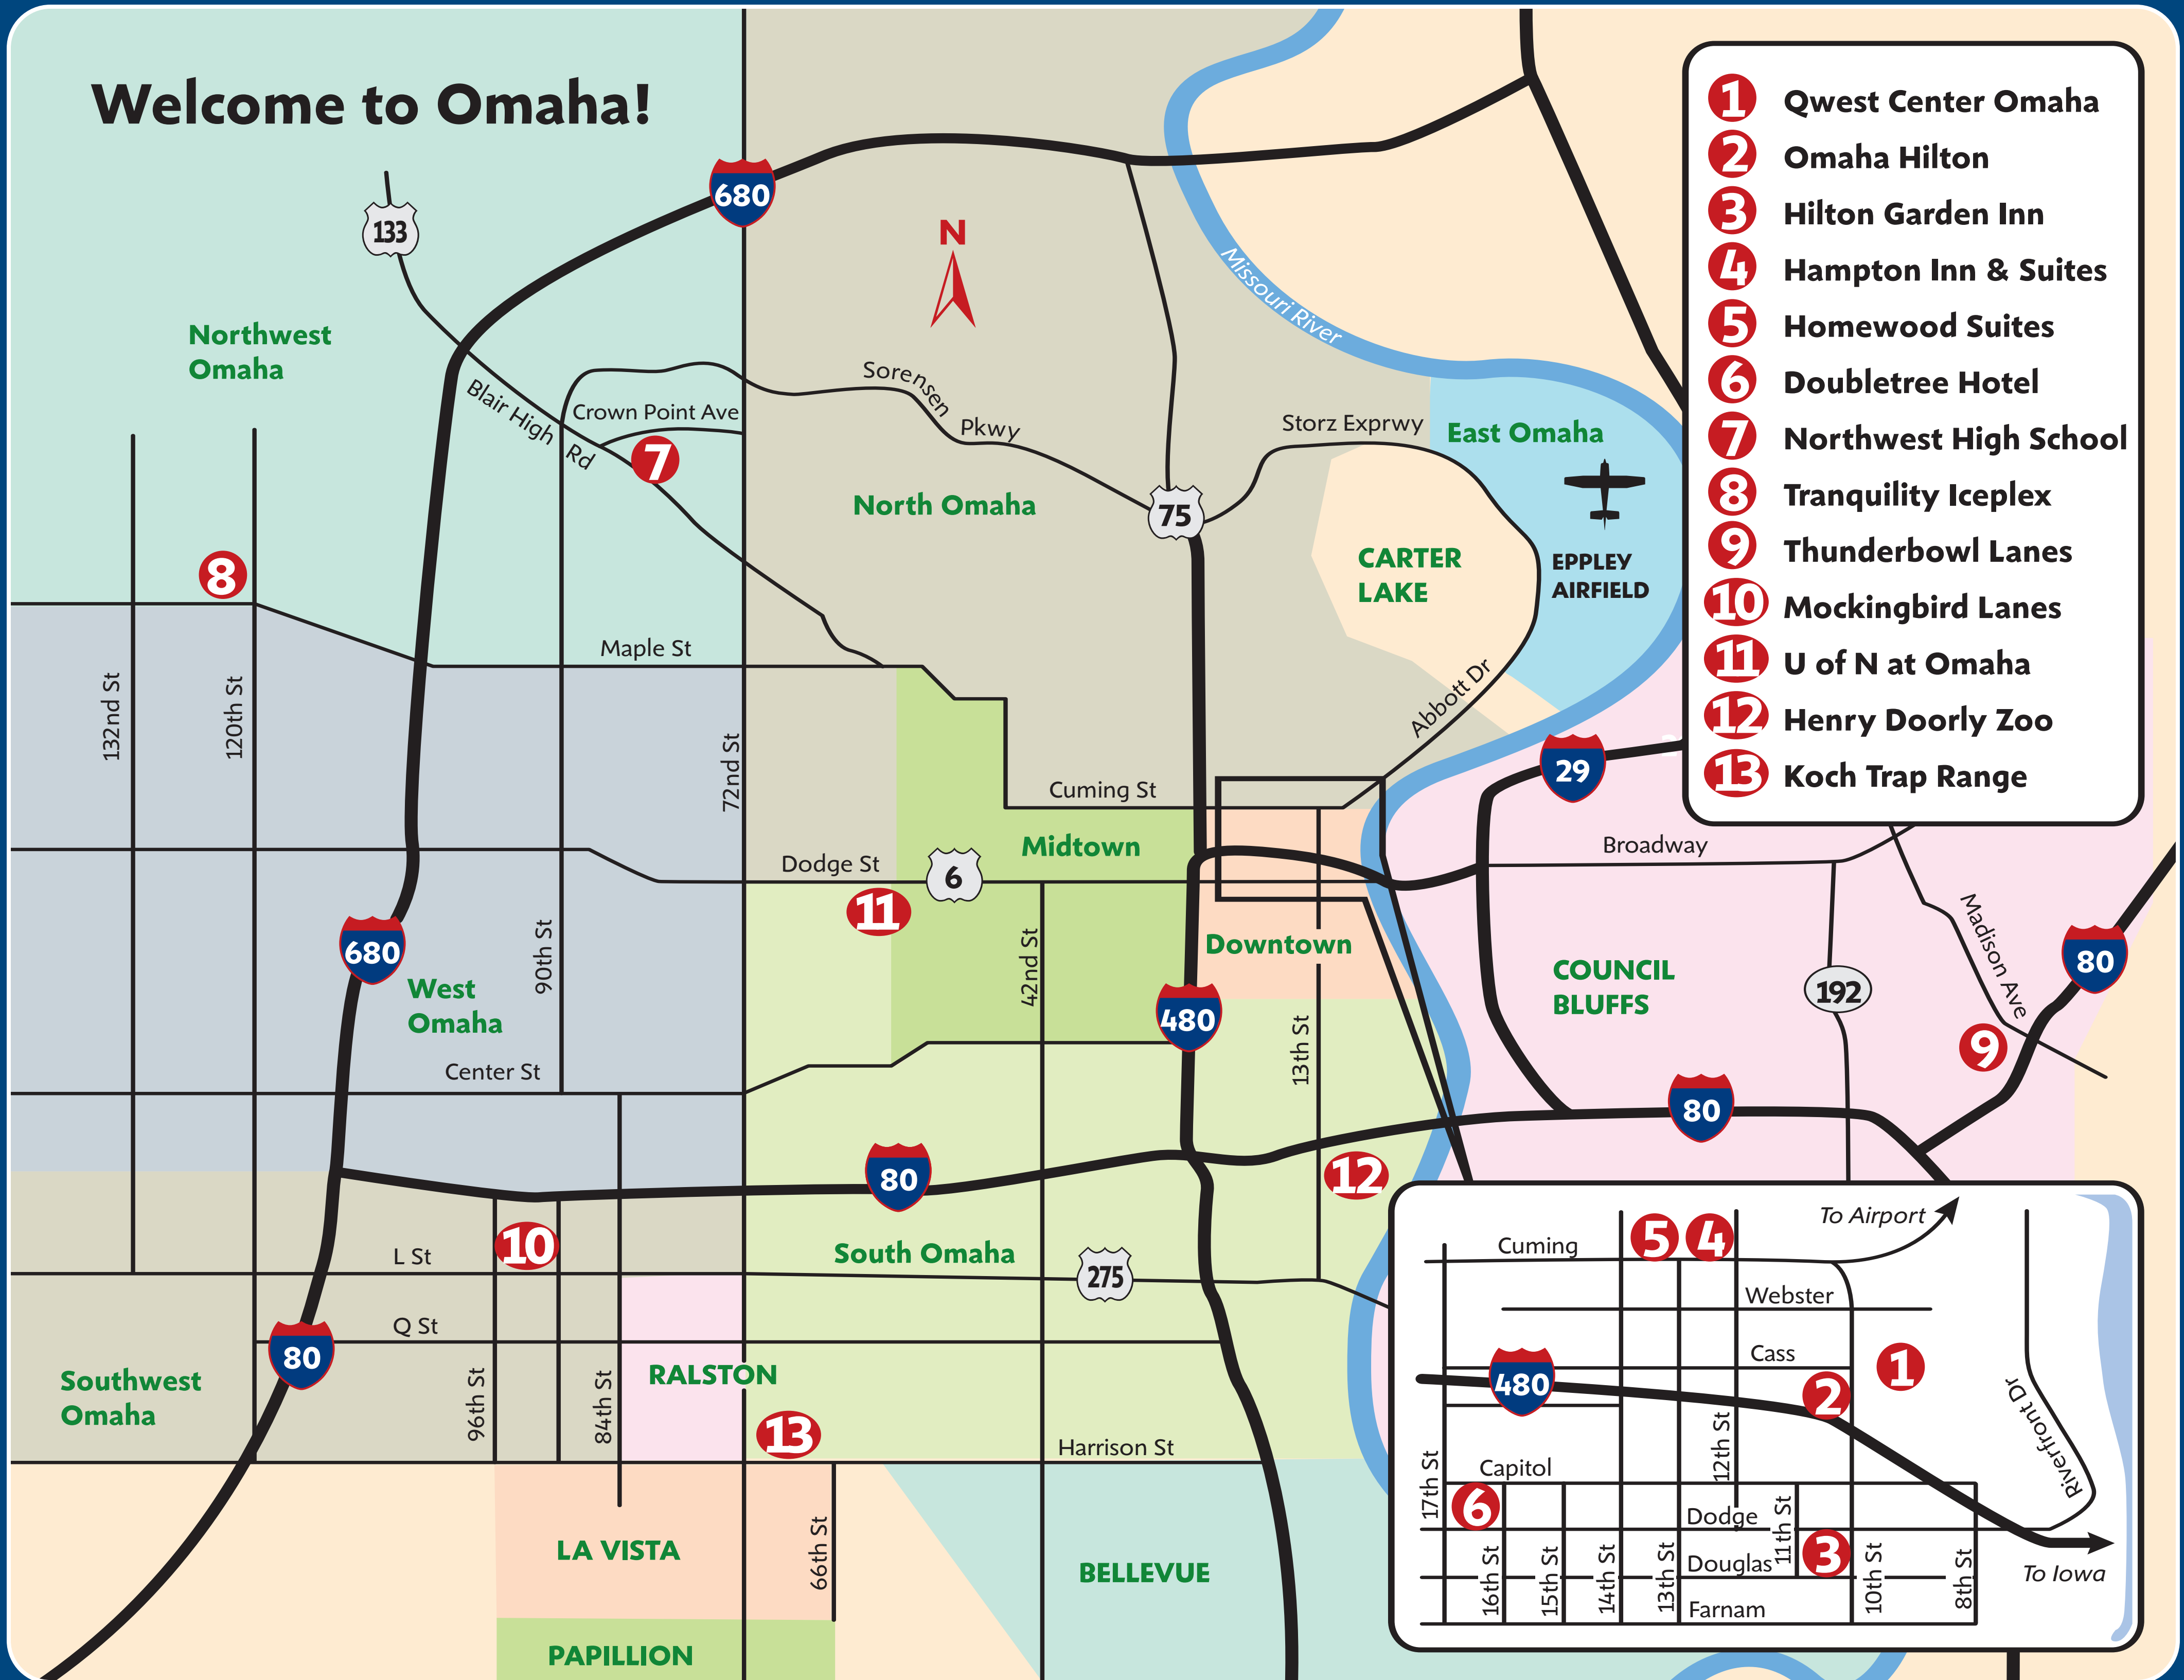 Welcome to Omaha!
1 Qwest Center Omaha
2 Omaha Hilton
3 Hilton Garden Inn
4 Hampton Inn & Suites
5 Homewood Suites
6 Doubletree Hotel
7 Northwest High School
8 Tranquility Iceplex
9 Thunderbowl Lanes
10 Mockingbird Lanes
11 U of N at Omaha
12 Henry Doorly Zoo
13 Koch Trap Range
680
133
N
Missouri River
Northwest
Omaha
Blair High Rd
Crown Point Ave
7
Sorensen Pkwy
Storz Exprwy
East Omaha
North Omaha
75
CARTER
LAKE
EPPLEY
AIRFIELD
8
Maple St
132nd St
120th St
72nd St
Abbott Dr
29
Cuming St
Midtown
Dodge St
6
11
Broadway
Madison Ave
680
West
Omaha
90th St
42nd St
Downtown
480
13th St
COUNCIL
BLUFFS
192
80
9
Center St
80
80
12
10
L St
South Omaha
275
Q St
80
Southwest
Omaha
96th St
84th St
RALSTON
13
Harrison St
LA VISTA
66th St
BELLEVUE
PAPILLION
To Airport
5
4
Cuming
Webster
Cass
1
480
2
Riverfront Dr
12th St
17th St
Capitol
6
Dodge
11th St
Douglas
3
To Iowa
16th St
15th St
14th St
13th St
10th St
8th St
Farnam